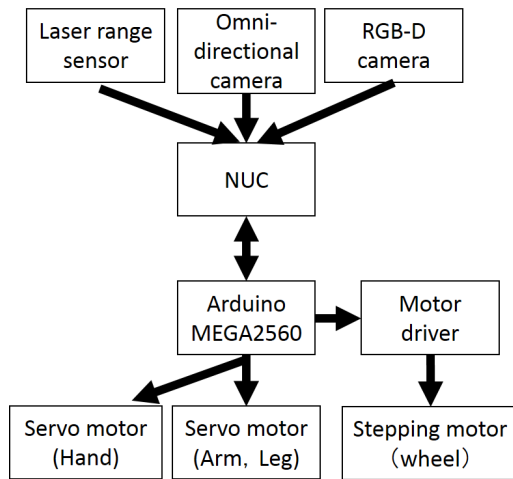 Laser range
sensor
Omni-
directional
camera
RGB-D
camera
NUC
Arduino
MEGA2560
Motor
driver
Servo motor
(Hand)
Servo motor
(Arm, Leg)
Stepping motor
(wheel)